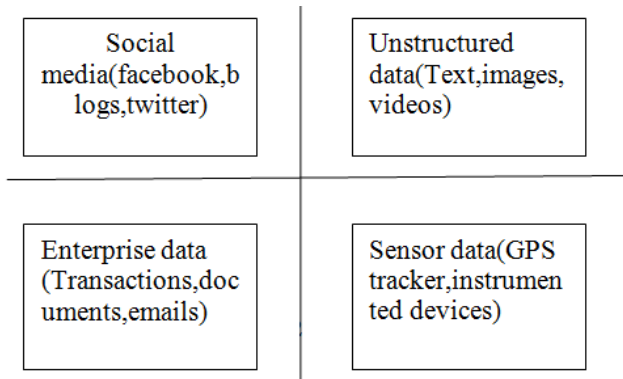 Social
media(facebook,b
logs,twitter)
Unstructured
data(Text,images,
videos)
Enterprise data
(Transactions,doc
uments,emails)
Sensor data(GPS
tracker,instrumen
ted devices)